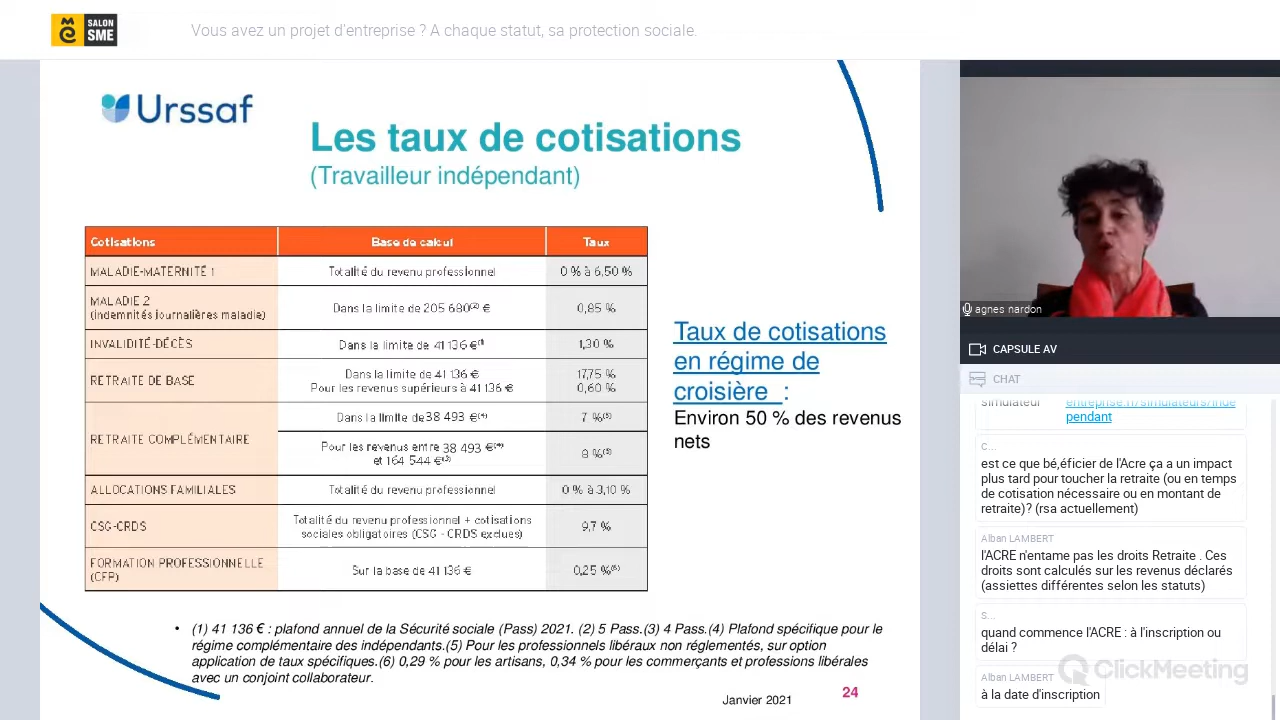 SALON
SME
Vous avez un projet d'entreprise ? A chaque statut, sa protection sociale.
Urssaf
Les taux de cotisations
(Travailleur indépendant)
Cotisations Base de calcul Taux
MALADIE-MATERNITÉ 1 Totalité du revenu professionnel 0 % à 6,50 %
MALADIE 2
(indemnités journalières maladie) Dans la limite de 205 680(2) € 0,85 %
INVALIDITÉ-DÉCÈS Dans la limite de 41 136 €(1) 1,30 %
RETRAITE DE BASE Dans la limite de 41 136 € 17,75 %
Pour les revenus supérieurs à 41 136 € 0,60 %
RETRAITE COMPLÉMENTAIRE Dans la limite de 38 493 €(4) 7 %(5)
Pour les revenus entre 38 493 €(4)
et 164 544 €(3) 8 %(5)
ALLOCATIONS FAMILIALES Totalité du revenu professionnel 0 % à 3,10 %
CSG-CRDS Totalité du revenu professionnel + cotisations
sociales obligatoires (CSG - CRDS exclues) 9,7 %
FORMATION PROFESSIONNELLE
(CFP) Sur la base de 41 136 € 0,25 %(6)
Taux de cotisations
en régime de
croisière :
Environ 50 % des revenus
nets
• (1) 41 136 € : plafond annuel de la Sécurité sociale (Pass) 2021. (2) 5 Pass.(3) 4 Pass.(4) Plafond spécifique pour le
régime complémentaire des indépendants.(5) Pour les professionnels libéraux non réglementés, sur option
application de taux spécifiques.(6) 0,29 % pour les artisans, 0,34 % pour les commerçants et professions libérales
avec un conjoint collaborateur.
Janvier 2021
24
agnes nardon
CAPSULE AV
CHAT
simulateur entreprise.fr/simulateurs/inde
pendant
c...
est ce que bé,éficier de l'Acre ça a un impact
plus tard pour toucher la retraite (ou en temps
de cotisation nécessaire ou en montant de
retraite)? (rsa actuellement)
Alban LAMBERT
l'ACRE n'entame pas les droits Retraite . Ces
droits sont calculés sur les revenus déclarés
(assiettes différentes selon les statuts)
s...
quand commence l'ACRE : à l'inscription ou
délai ?
Alban LAMBERT
à la date d'inscription
ClickMeeting